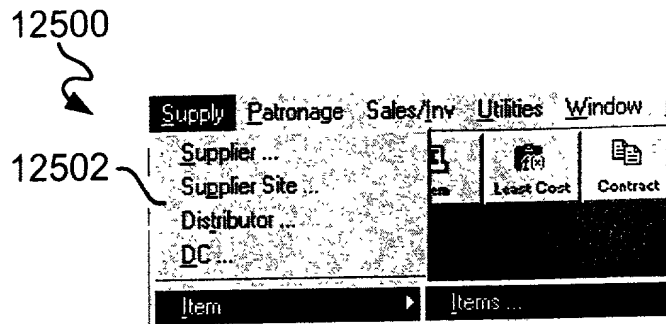 12500
Supply Patronage Sales/Inv Utilities Window
12502
Supplier ...
Supplier Site ...
Distributor ...
DC ...
Least Cost Contract
Item Items ...